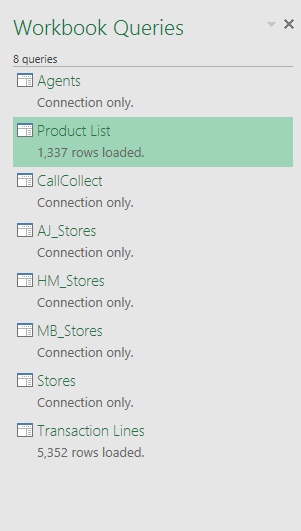 Workbook Queries
8 queries
Agents
Connection only.
Product List
1,337 rows loaded.
CallCollect
Connection only.
AJ_Stores
Connection only.
HM_Stores
Connection only.
MB_Stores
Connection only.
Stores
Connection only.
Transaction Lines
5,352 rows loaded.